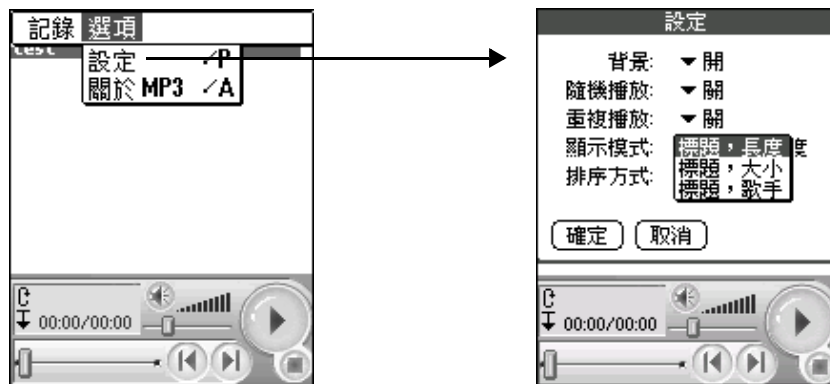 記錄 選項
test
設定 ✓P
關於 MP3 ✓A
00:00/00:00
設定
背景: 開
隨機播放: 關
重複播放: 關
顯示模式: 標題，長度
標題，大小
標題，歌手
排序方式:
確定 取消
00:00/00:00